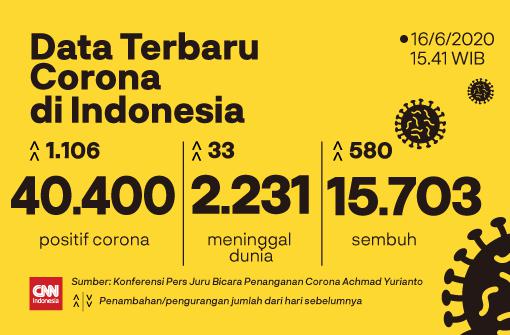 Data Terbaru
Corona
di Indonesia
16/6/2020
15.41 WIB
1.106
40.400
positif corona
33
2.231
meninggal
dunia
580
15.703
sembuh
CNN
Indonesia
Sumber: Konferensi Pers Juru Bicara Penanganan Corona Achmad Yurianto
Penambahan/pengurangan jumlah dari hari sebelumnya